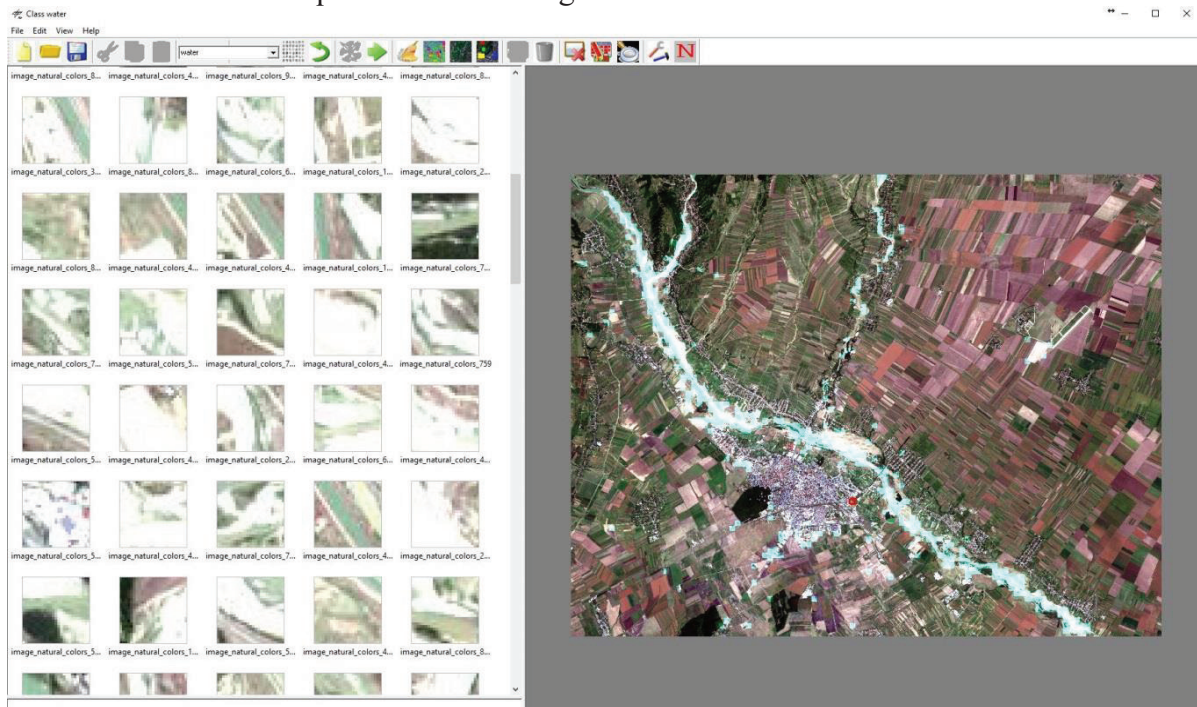 Class water
File Edit View Help
water N
image_natural_colors_8... image_natural_colors_4... image_natural_colors_9... image_natural_colors_4... image_natural_colors_8...
image_natural_colors_3... image_natural_colors_8... image_natural_colors_6... image_natural_colors_1... image_natural_colors_2...
image_natural_colors_8... image_natural_colors_4... image_natural_colors_4... image_natural_colors_1... image_natural_colors_7...
image_natural_colors_7... image_natural_colors_5... image_natural_colors_7... image_natural_colors_4... image_natural_colors_759
image_natural_colors_5... image_natural_colors_4... image_natural_colors_2... image_natural_colors_6... image_natural_colors_4...
image_natural_colors_5... image_natural_colors_4... image_natural_colors_7... image_natural_colors_4... image_natural_colors_2...
image_natural_colors_5... image_natural_colors_1... image_natural_colors_5... image_natural_colors_4... image_natural_colors_8...